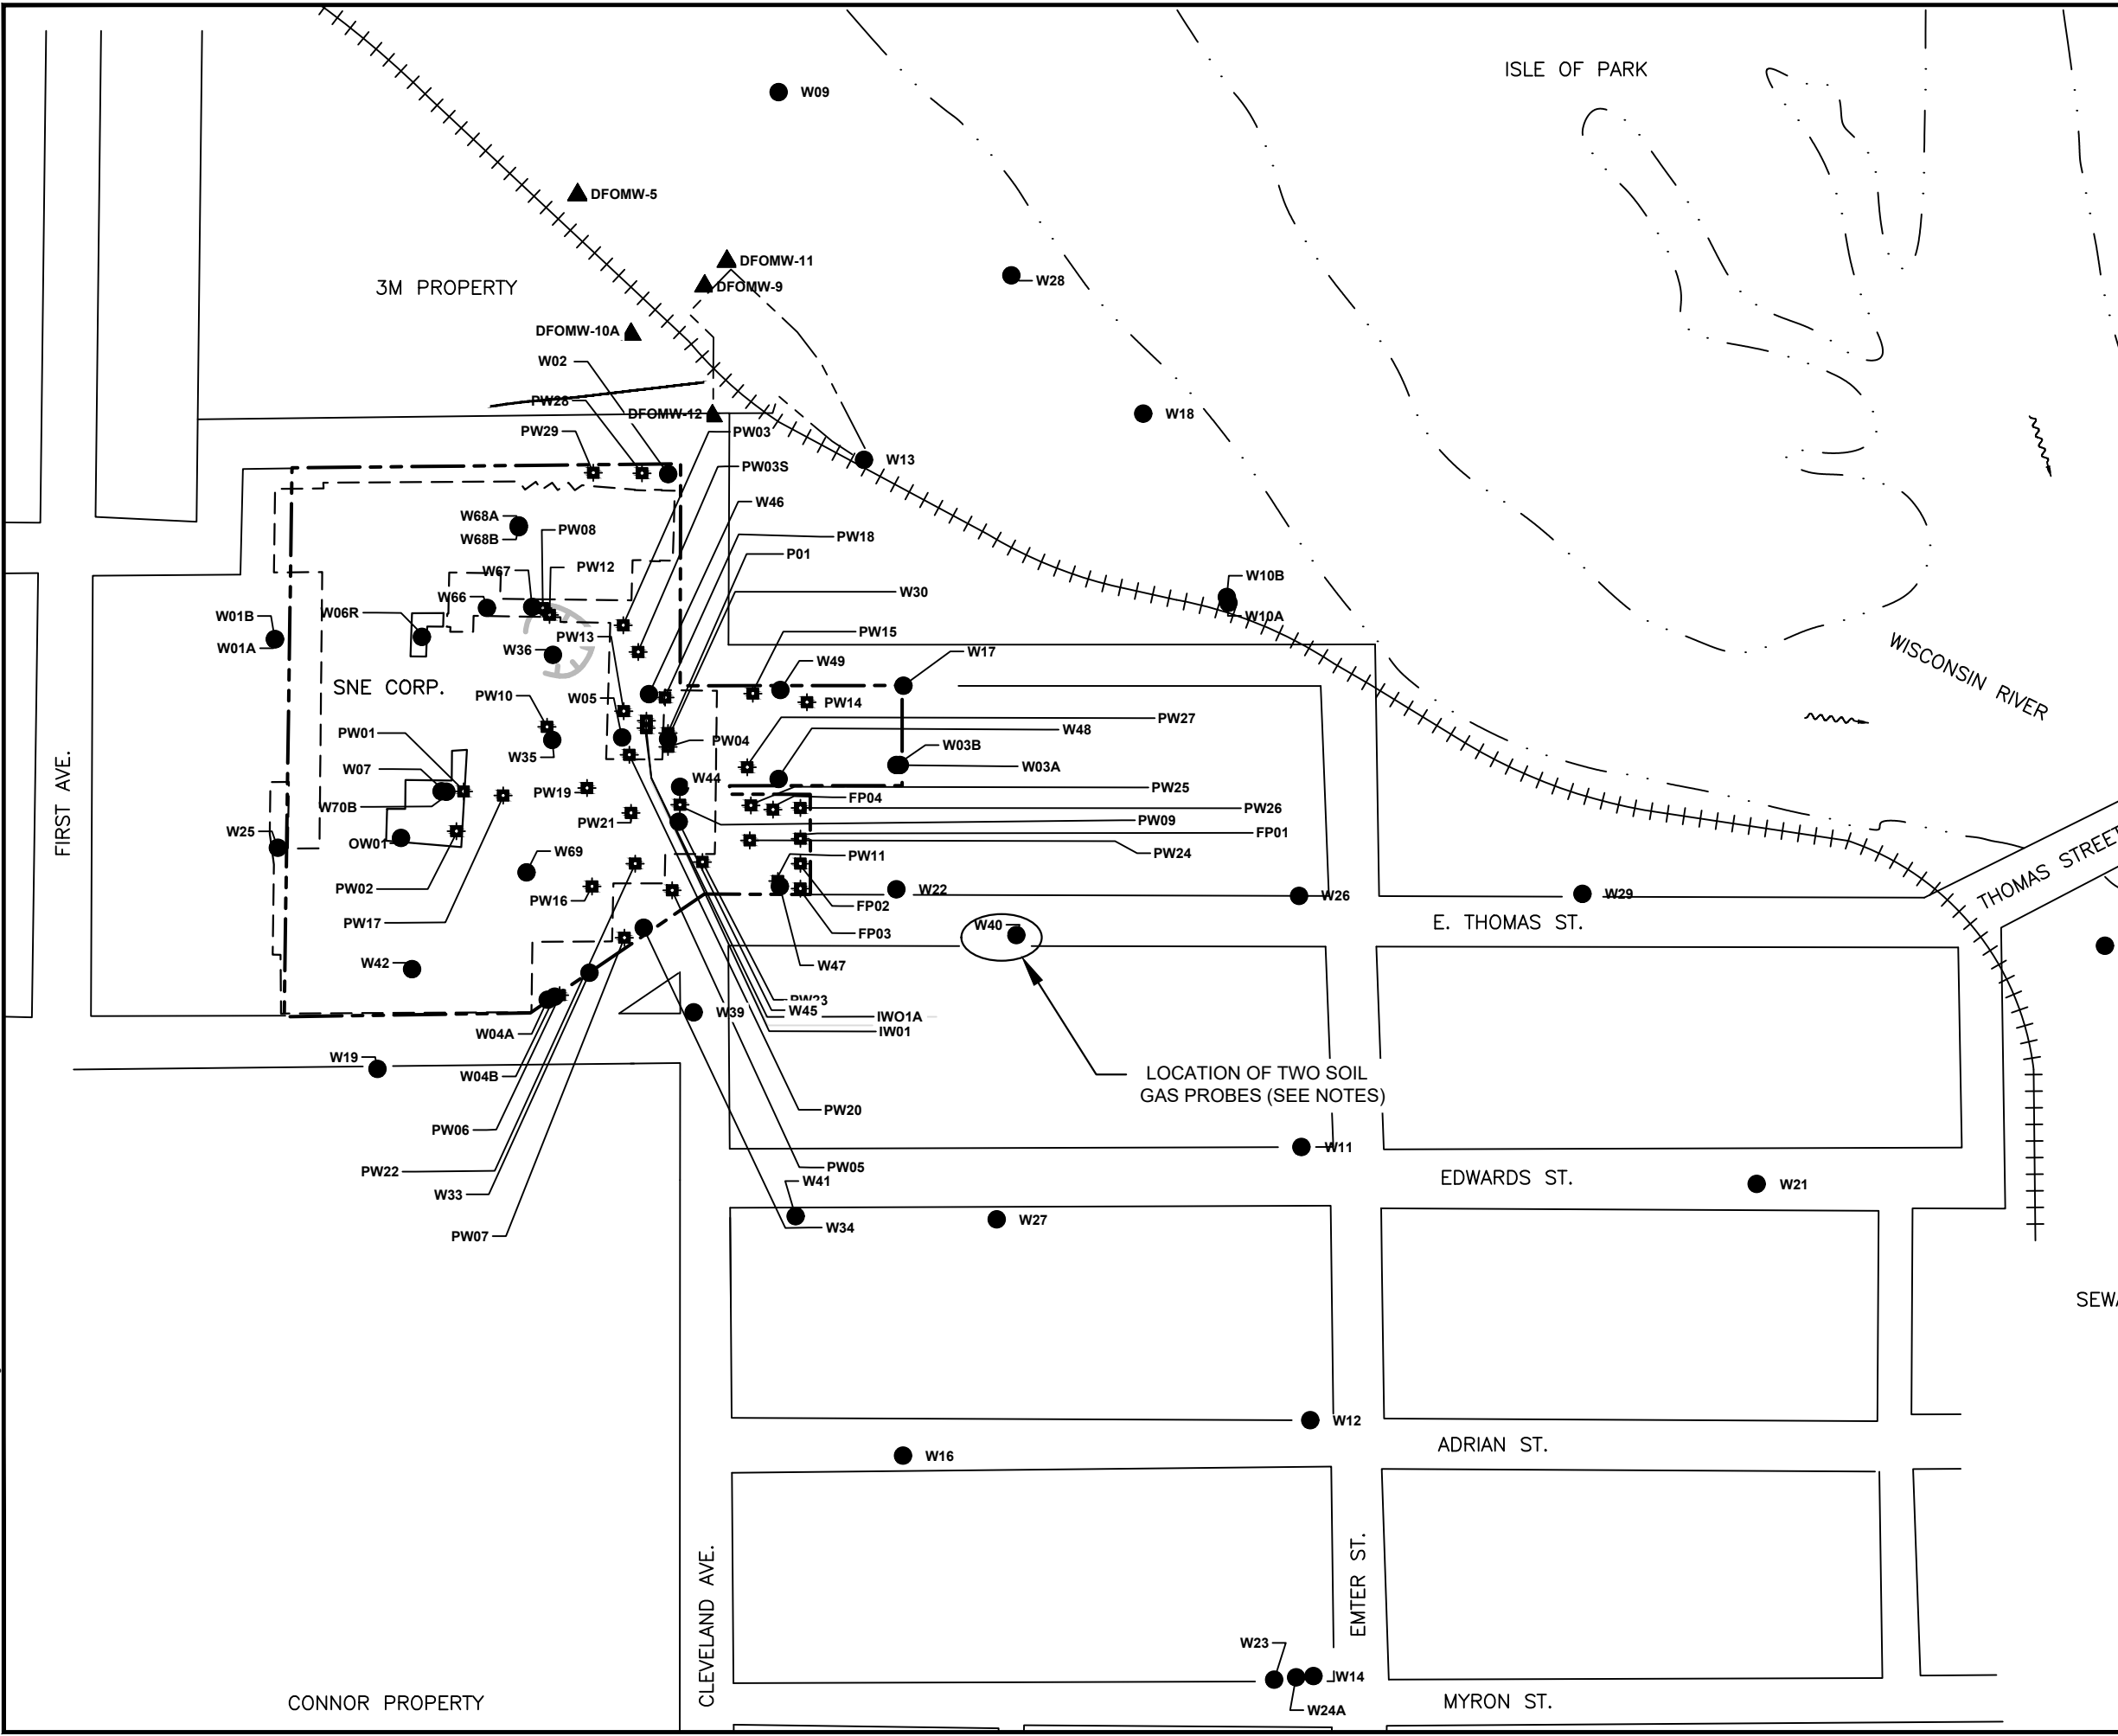 ISLE OF PARK
W09
DFOMW-5
DFOMW-11
3M PROPERTY
DFOMW-9
W28
DFOMW-10A
W02
PW28
DFOMW-12
W18
PW29
PW03
W13
PW03S
W46
W68A
PW08
PW18
W68B
P01
W67
PW12
W10B
W66
W30
W01B
W06R
W10A
PW13
PW15
W01A
W36
W49
W17
WISCONSIN RIVER
SNE CORP.
PW10
W05
PW14
PW27
W48
PW01
PW04
W03B
W35
W07
W03A
FIRST AVE.
W44
PW25
PW19
FP04
W70B
PW26
PW21
PW09
W25
FP01
OW01
W69
PW11
PW24
THOMAS STREET
PW02
PW16
W22
W26
W29
FP02
PW17
W40
E. THOMAS ST.
FP03
W42
W47
PW23
W45
W39
IWO1A
W04A
IW01
W19
W04B
LOCATION OF TWO SOIL
GAS PROBES (SEE NOTES)
PW20
PW06
W11
PW22
PW05
W41
EDWARDS ST.
W21
W33
W27
W34
PW07
W12
ADRIAN ST.
W16
CLEVELAND AVE.
EMTER ST.
W23
W14
CONNOR PROPERTY
MYRON ST.
W24A